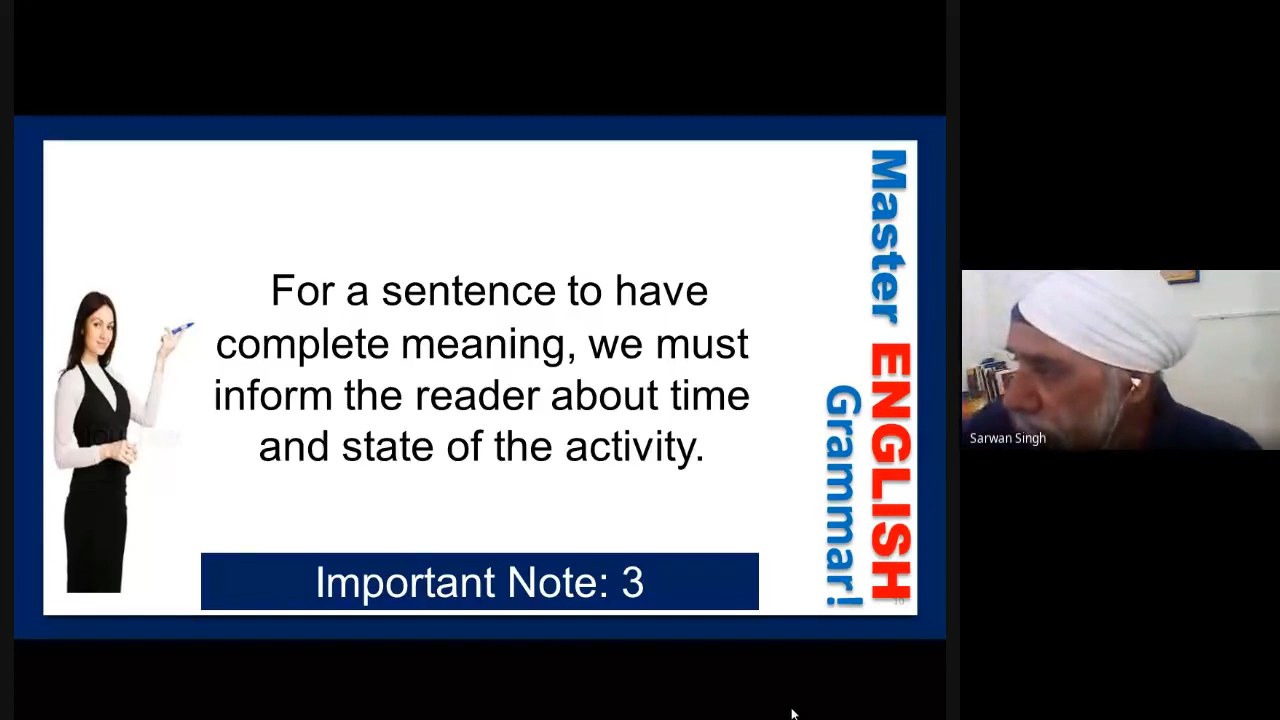 For a sentence to have
complete meaning, we must
inform the reader about time
and state of the activity.
Important Note: 3
Master ENGLISH
Grammar!
10
Sarwan Singh